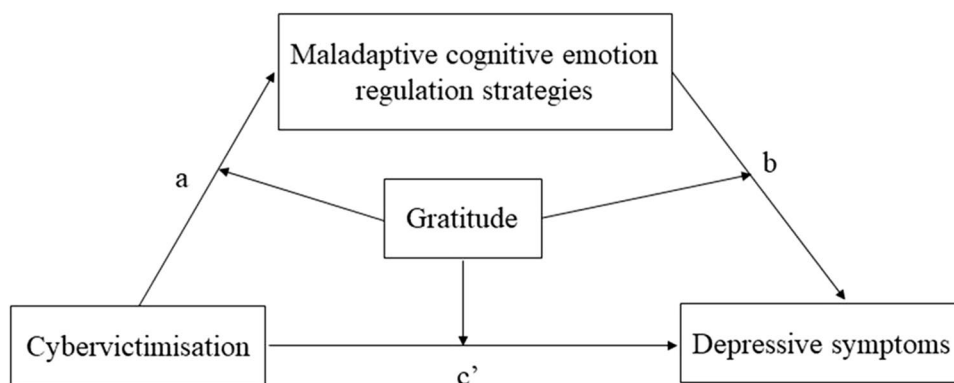 Maladaptive cognitive emotion
regulation strategies
a
b
Gratitude
Cybervictimisation
Depressive symptoms
c’